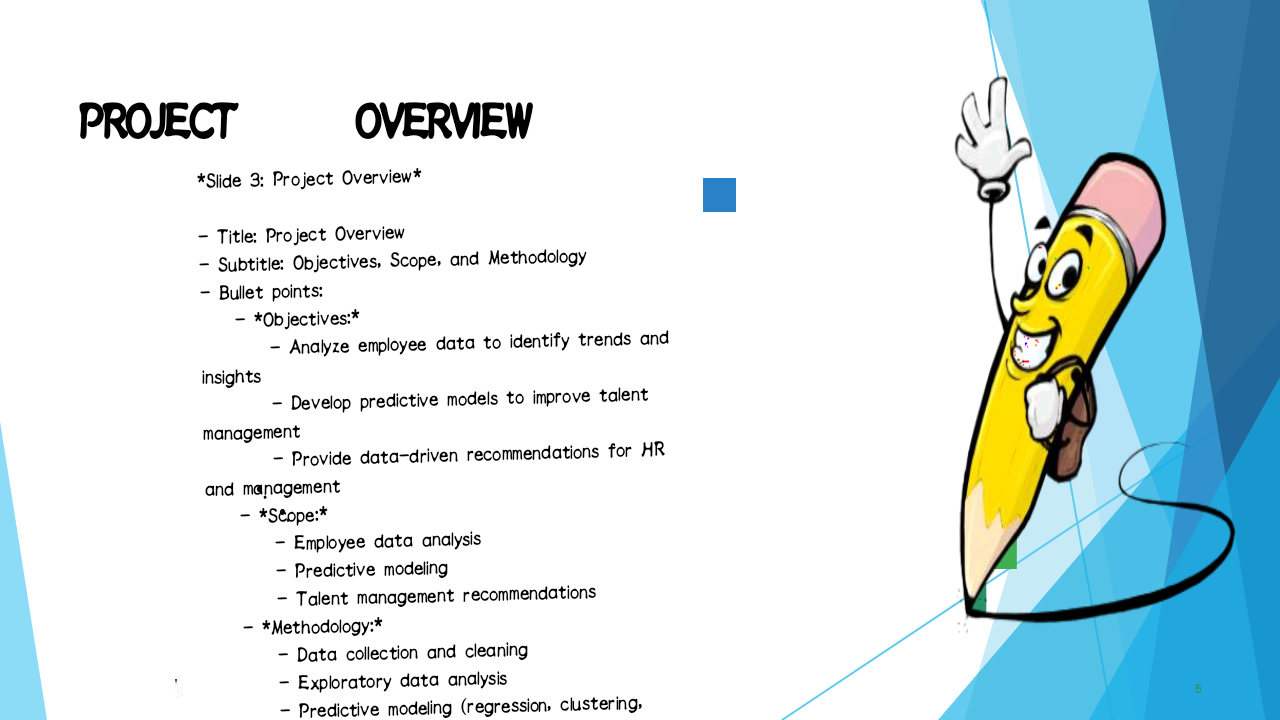 PROJECT OVERVIEW
*Slide 3: Project Overview*
- Title: Project Overview
- Subtitle: Objectives, Scope, and Methodology
- Bullet points:
- *Objectives:*
- Analyze employee data to identify trends and
insights
- Develop predictive models to improve talent
management
- Provide data-driven recommendations for HR
and management
- *Scope:*
- Employee data analysis
- Predictive modeling
- Talent management recommendations
- *Methodology:*
- Data collection and cleaning
- Exploratory data analysis
- Predictive modeling (regression, clustering,
5